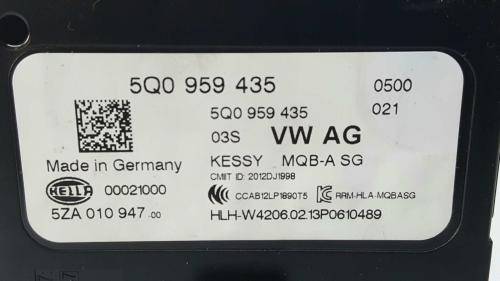 5Q0 959 435 0500
5Q0 959 435 021
03S VW AG
Made in Germany KESSY MQB-A SG
CMIIT ID: 2012DJ1998
HELLA 00021000 CCAB12LP1890T5 RRM-HLA-MQBASG
5ZA 010 947.00 HLH-W4206.02.13P0610489